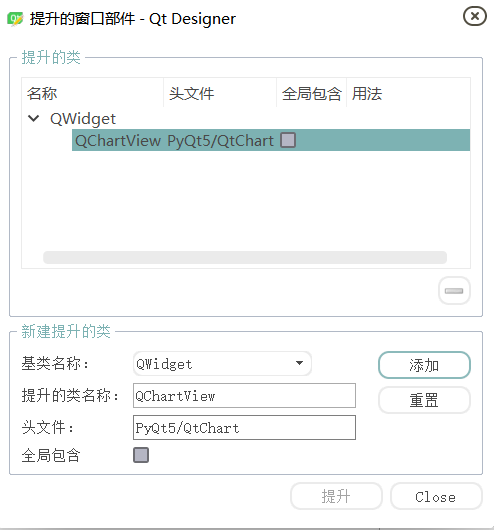 提升的窗口部件 - Qt Designer
提升的类
名称 头文件 全局包含 用法
QWidget
QChartView PyQt5/QtChart
新建提升的类
基类名称： QWidget 添加
提升的类名称： QChartView 重置
头文件： PyQt5/QtChart
全局包含
提升 Close